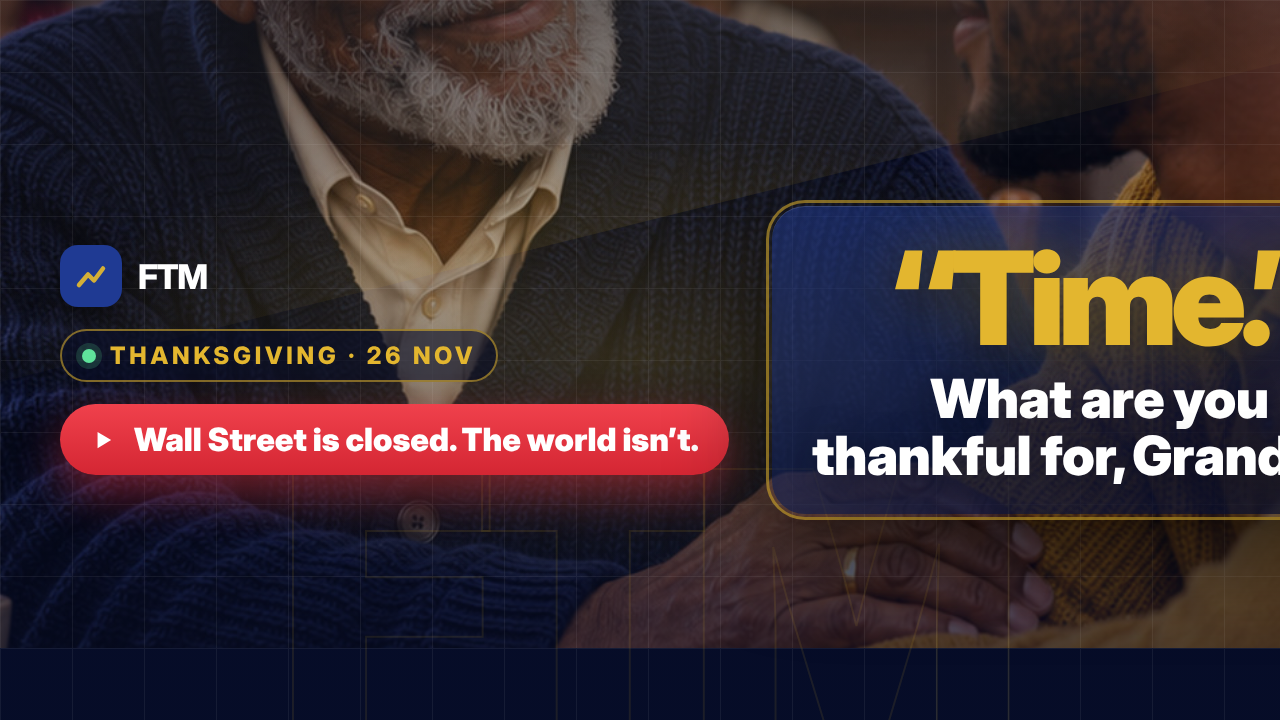 FTM
THANKSGIVING · 26 NOV
Wall Street is closed. The world isn’t.
“Time.’
What are you
thankful for, Grand